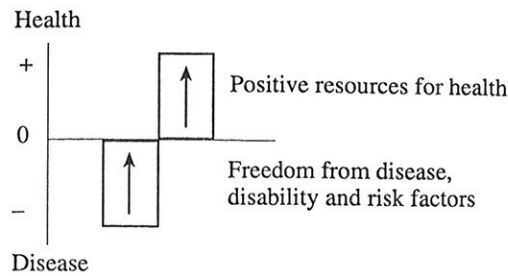 Health
+
Positive resources for health
0
Freedom from disease,
disability and risk factors
–
Disease